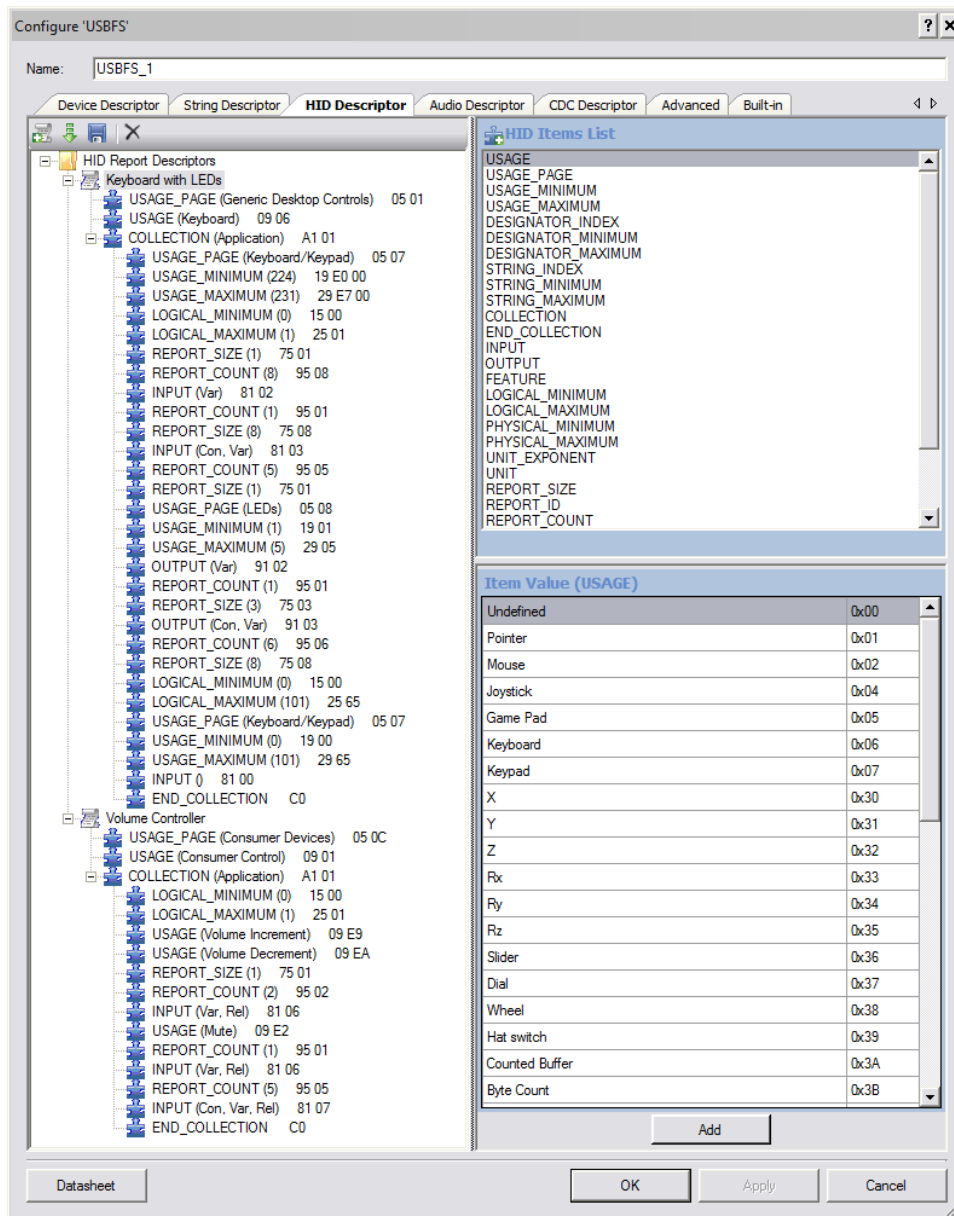 Configure 'USBFS'
Name: USBFS_1
Device Descriptor String Descriptor HID Descriptor Audio Descriptor CDC Descriptor Advanced Built-in
HID Report Descriptors
Keyboard with LEDs
USAGE_PAGE (Generic Desktop Controls) 05 01
USAGE (Keyboard) 09 06
COLLECTION (Application) A1 01
USAGE_PAGE (Keyboard/Keypad) 05 07
USAGE_MINIMUM (224) 19 E0 00
USAGE_MAXIMUM (231) 29 E7 00
LOGICAL_MINIMUM (0) 15 00
LOGICAL_MAXIMUM (1) 25 01
REPORT_SIZE (1) 75 01
REPORT_COUNT (8) 95 08
INPUT (Var) 81 02
REPORT_COUNT (1) 95 01
REPORT_SIZE (8) 75 08
INPUT (Con, Var) 81 03
REPORT_COUNT (5) 95 05
REPORT_SIZE (1) 75 01
USAGE_PAGE (LEDs) 05 08
USAGE_MINIMUM (1) 19 01
USAGE_MAXIMUM (5) 29 05
OUTPUT (Var) 91 02
REPORT_COUNT (1) 95 01
REPORT_SIZE (3) 75 03
OUTPUT (Con, Var) 91 03
REPORT_COUNT (6) 95 06
REPORT_SIZE (8) 75 08
LOGICAL_MINIMUM (0) 15 00
LOGICAL_MAXIMUM (101) 25 65
USAGE_PAGE (Keyboard/Keypad) 05 07
USAGE_MINIMUM (0) 19 00
USAGE_MAXIMUM (101) 29 65
INPUT () 81 00
END_COLLECTION C0
Volume Controller
USAGE_PAGE (Consumer Devices) 05 0C
USAGE (Consumer Control) 09 01
COLLECTION (Application) A1 01
LOGICAL_MINIMUM (0) 15 00
LOGICAL_MAXIMUM (1) 25 01
USAGE (Volume Increment) 09 E9
USAGE (Volume Decrement) 09 EA
REPORT_SIZE (1) 75 01
REPORT_COUNT (2) 95 02
INPUT (Var, Rel) 81 06
USAGE (Mute) 09 E2
REPORT_COUNT (1) 95 01
INPUT (Var, Rel) 81 06
REPORT_COUNT (5) 95 05
INPUT (Con, Var, Rel) 81 07
END_COLLECTION C0
HID Items List
USAGE
USAGE_PAGE
USAGE_MINIMUM
USAGE_MAXIMUM
DESIGNATOR_INDEX
DESIGNATOR_MINIMUM
DESIGNATOR_MAXIMUM
STRING_INDEX
STRING_MINIMUM
STRING_MAXIMUM
COLLECTION
END_COLLECTION
INPUT
OUTPUT
FEATURE
LOGICAL_MINIMUM
LOGICAL_MAXIMUM
PHYSICAL_MINIMUM
PHYSICAL_MAXIMUM
UNIT_EXPONENT
UNIT
REPORT_SIZE
REPORT_ID
REPORT_COUNT
Item Value (USAGE)
Undefined 0x00
Pointer 0x01
Mouse 0x02
Joystick 0x04
Game Pad 0x05
Keyboard 0x06
Keypad 0x07
X 0x30
Y 0x31
Z 0x32
Rx 0x33
Ry 0x34
Rz 0x35
Slider 0x36
Dial 0x37
Wheel 0x38
Hat switch 0x39
Counted Buffer 0x3A
Byte Count 0x3B
Add
Datasheet OK Apply Cancel